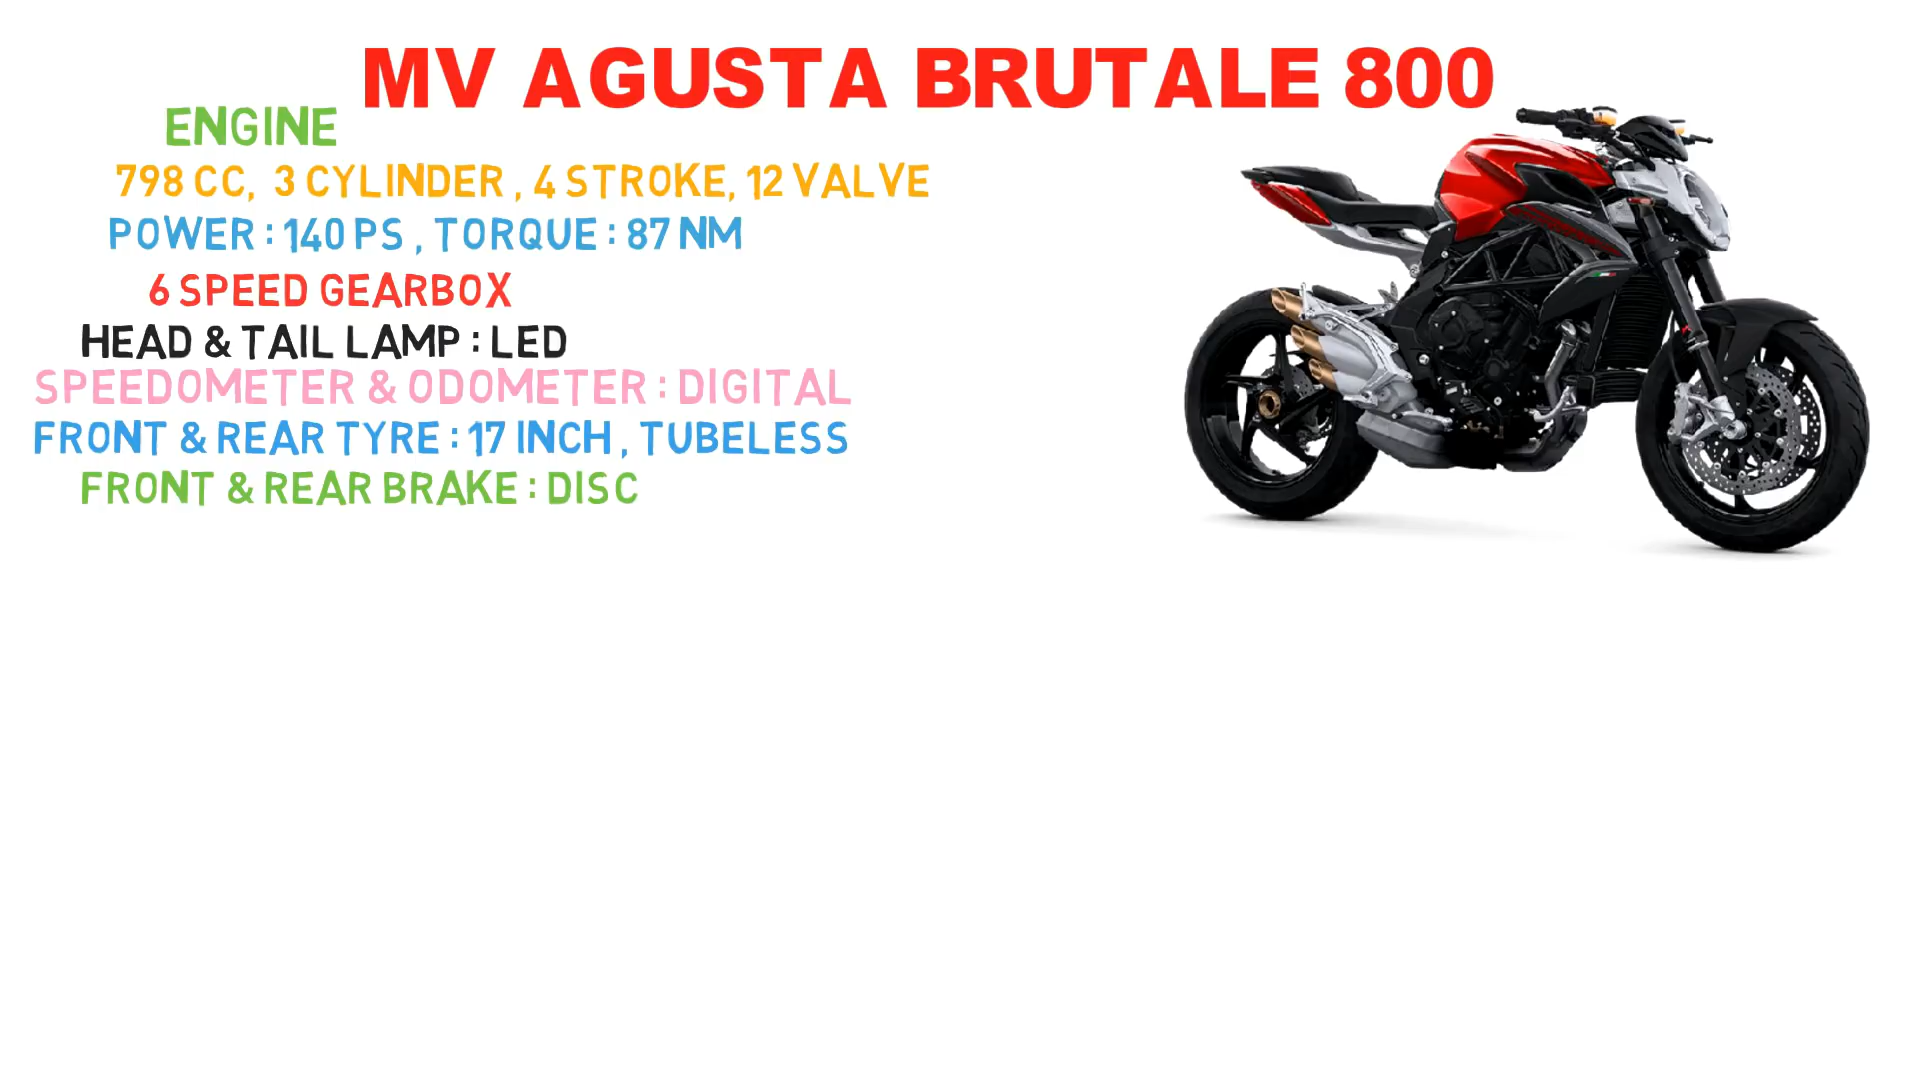 MV AGUSTA BRUTALE 800
ENGINE
798 CC, 3 CYLINDER , 4 STROKE, 12 VALVE
POWER : 140 PS , TORQUE : 87 NM
6 SPEED GEARBOX
HEAD & TAIL LAMP : LED
SPEEDOMETER & ODOMETER : DIGITAL
FRONT & REAR TYRE : 17 INCH , TUBELESS
FRONT & REAR BRAKE : DISC